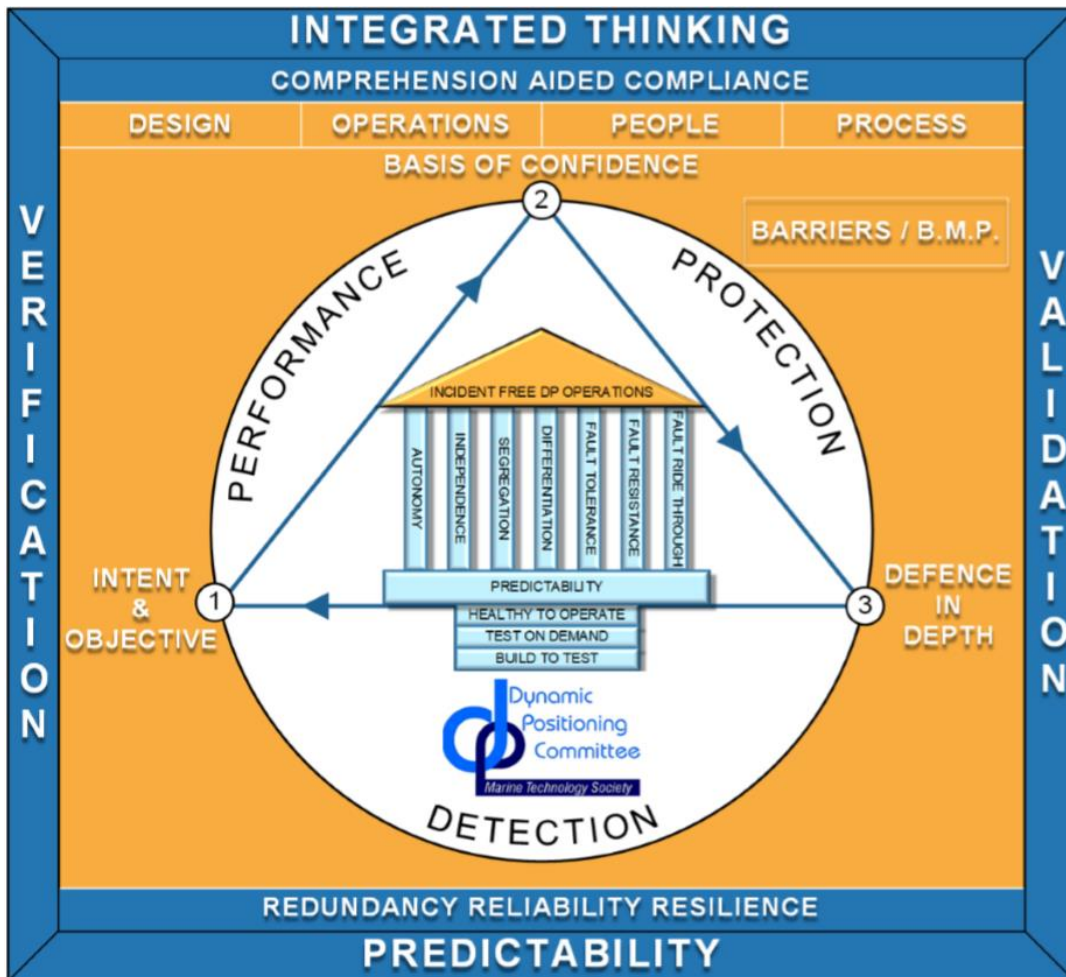 INTEGRATED THINKING
COMPREHENSION AIDED COMPLIANCE
DESIGN
OPERATIONS
PEOPLE
PROCESS
BASIS OF CONFIDENCE
2
BARRIERS / B.M.P.
VERIFICATION
VALIDATION
PERFORMANCE
PROTECTION
INCIDENT FREE DP OPERATIONS
AUTONOMY
INDEPENDENCE
SEGREGATION
DIFFERENTIATION
FAULT TOLERANCE
FAULT RESISTANCE
FAULT RIDE THROUGH
INTENT
&
OBJECTIVE
1
PREDICTABILITY
3
DEFENCE
IN
DEPTH
HEALTHY TO OPERATE
TEST ON DEMAND
BUILD TO TEST
dp
Dynamic
Positioning
Committee
Marine Technology Society
DETECTION
REDUNDANCY RELIABILITY RESILIENCE
PREDICTABILITY